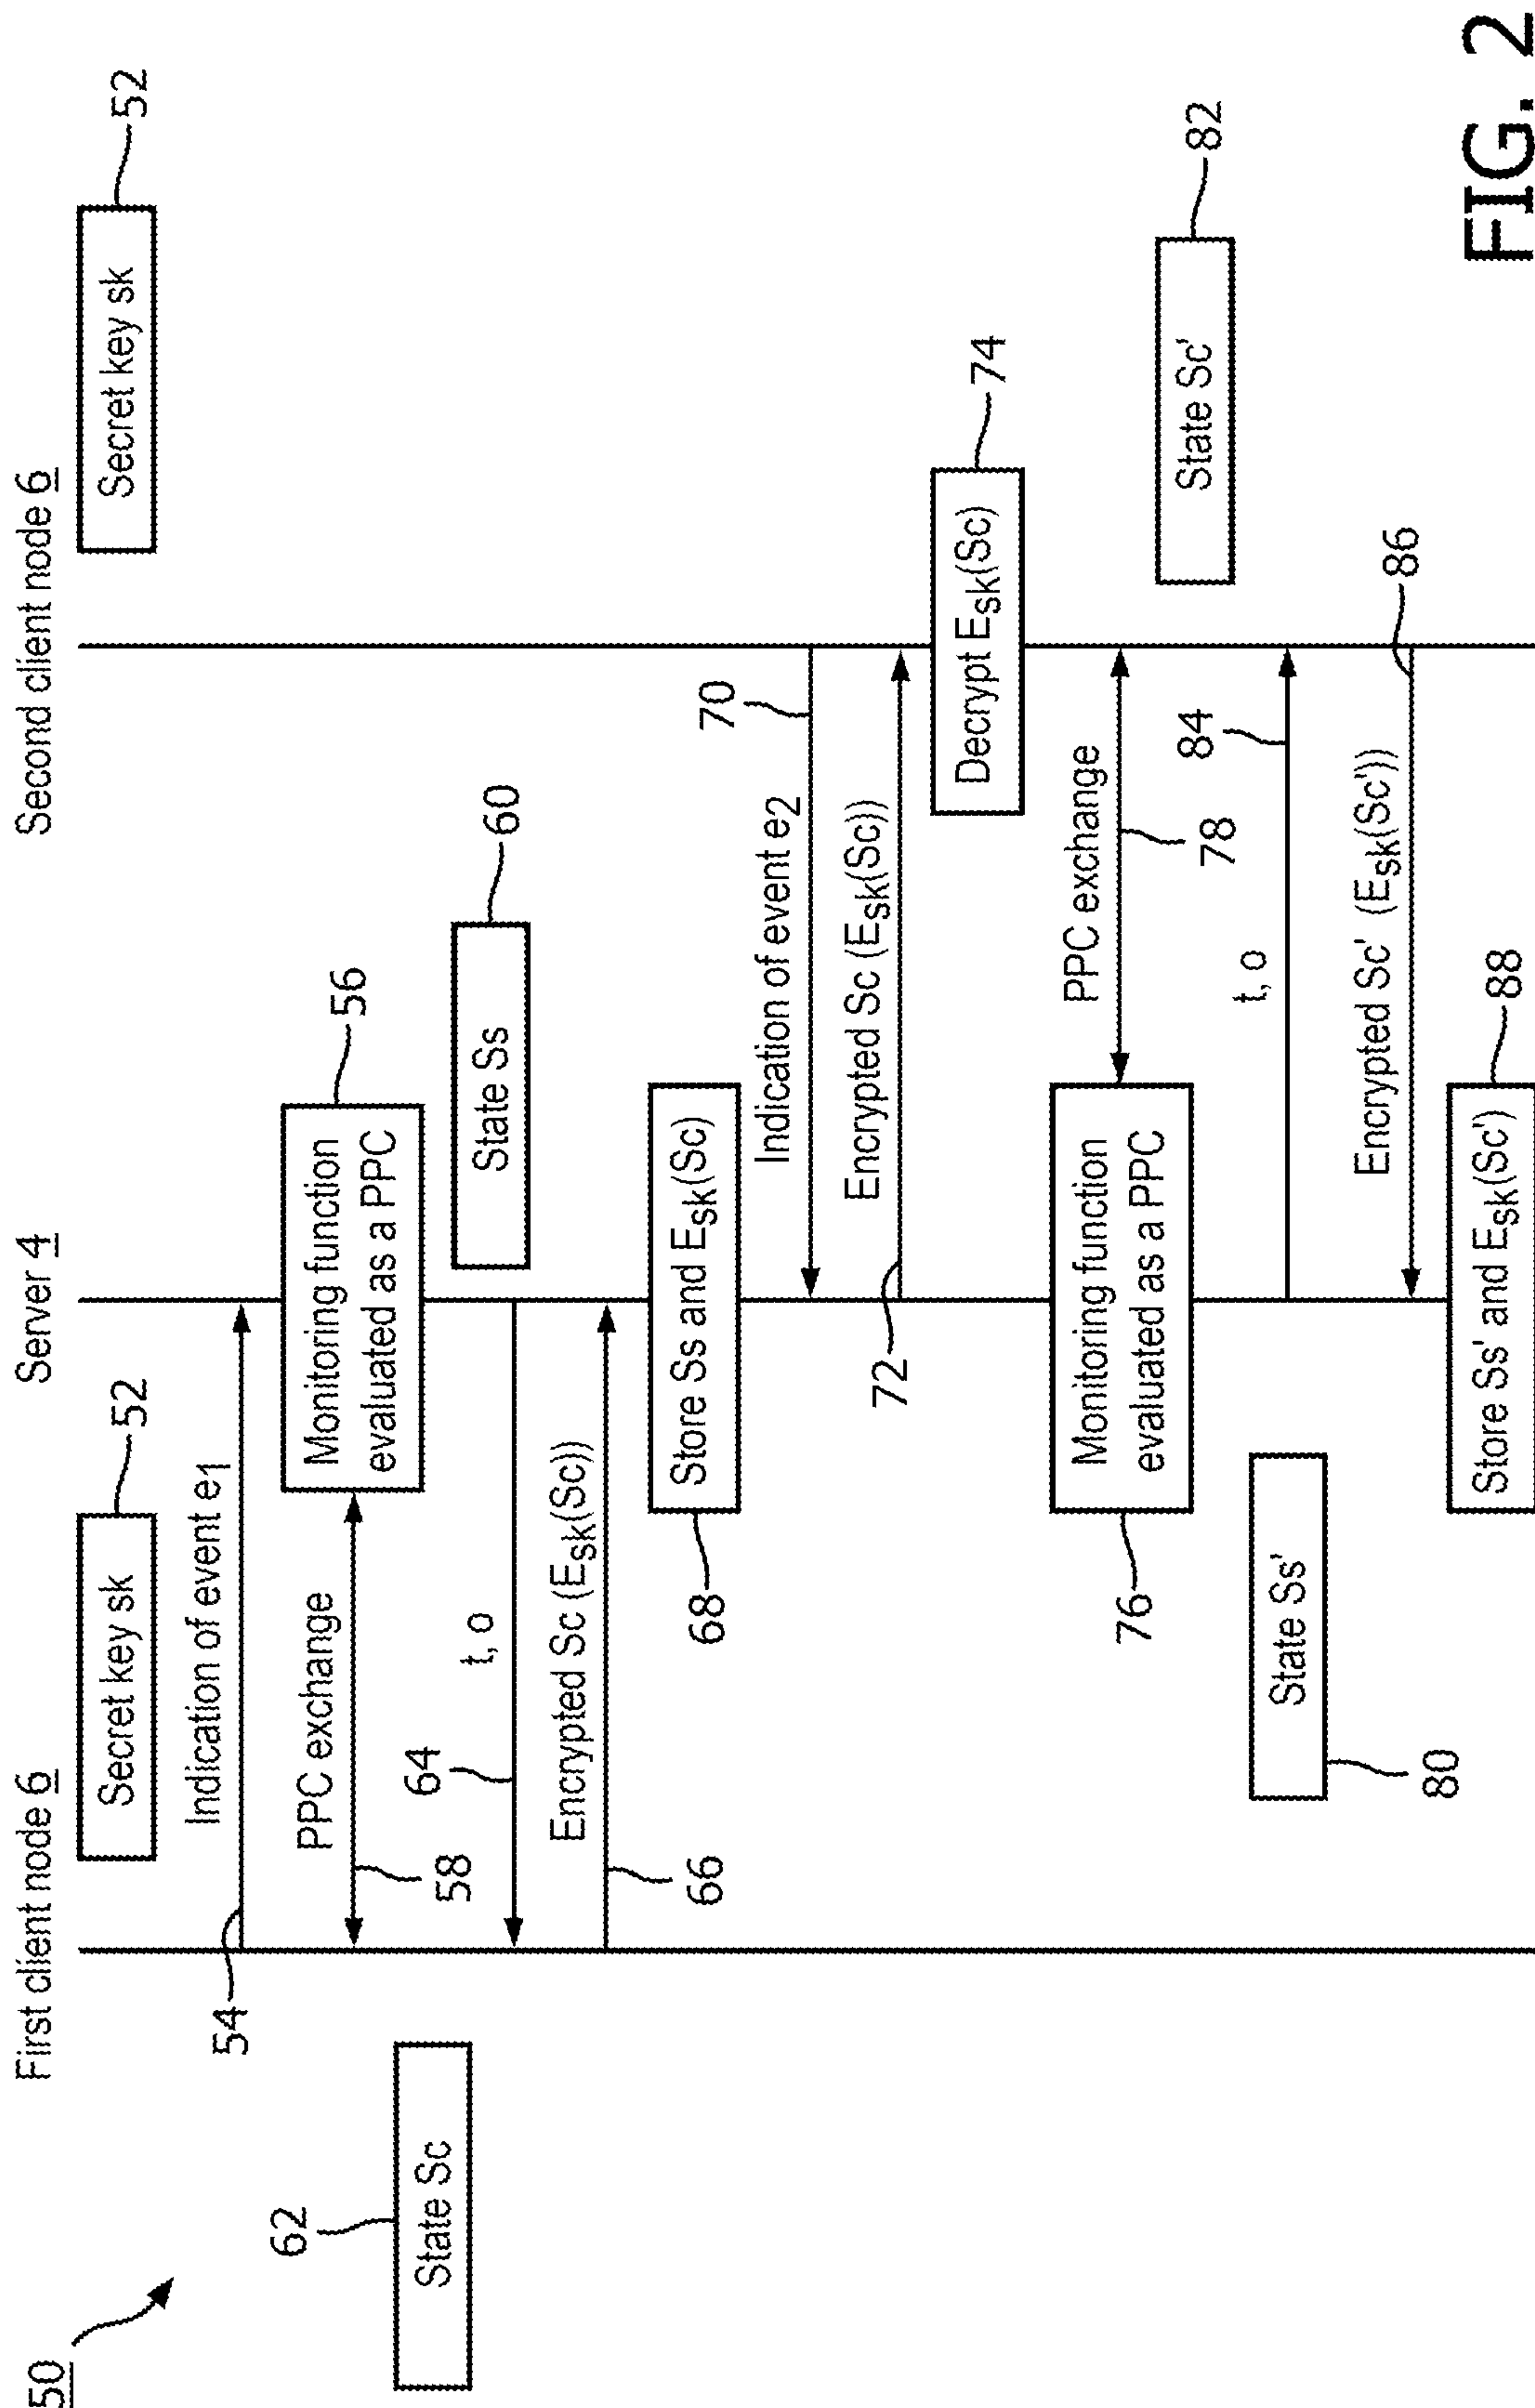 50
First client node 6
Server 4
Second client node 6
Secret key sk
52
Secret key sk
52
Indication of event e1
54
Monitoring function
evaluated as a PPC
56
PPC exchange
58
62
State Sc
State Ss
60
64
t, o
Encrypted Sc (Esk(Sc))
66
Store Ss and Esk(Sc)
68
70
Indication of event e2
Encrypted Sc (Esk(Sc))
72
Decrypt Esk(Sc)
74
Monitoring function
evaluated as a PPC
76
PPC exchange
78
State Sc'
82
State Ss'
80
84
t, o
86
Encrypted Sc' (Esk(Sc'))
Store Ss' and Esk(Sc')
88
FIG. 2